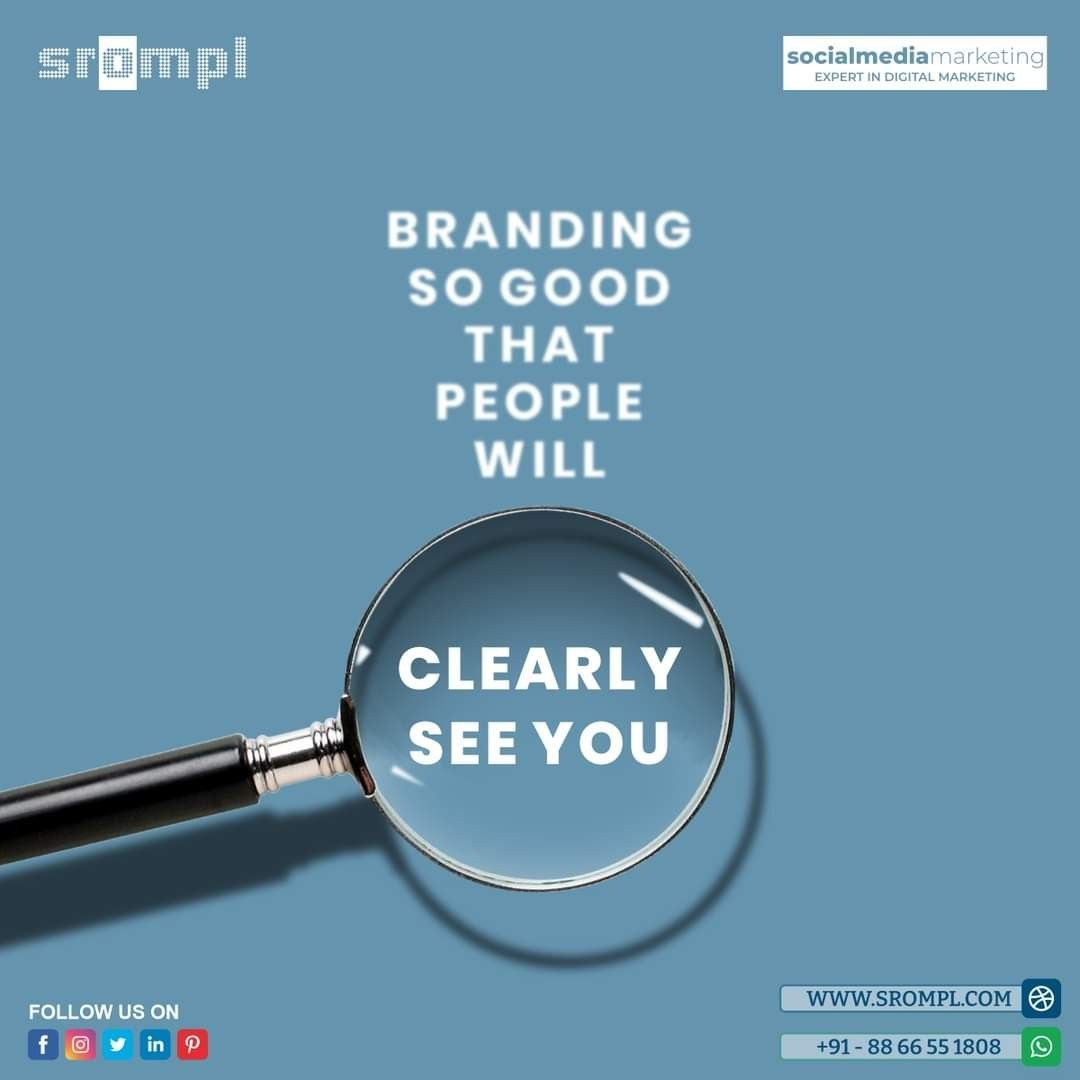 srompl
socialmediamarketing
EXPERT IN DIGITAL MARKETING
BRANDING
SO GOOD
THAT
PEOPLE
WILL
CLEARLY
SEE YOU
FOLLOW US ON
WWW.SROMPL.COM
+91 - 88 66 55 1808